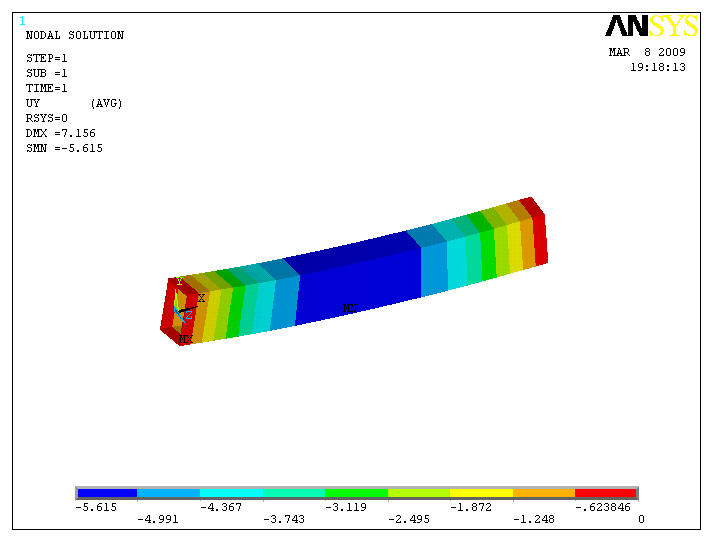 1
NODAL SOLUTION
ANSYS
MAR 8 2009
19:18:13
STEP=1
SUB =1
TIME=1
UY (AVG)
RSYS=0
DMX =7.156
SMN =-5.615
Y
X
Z
MX
MN
-5.615 -4.367 -3.119 -1.872 -.623846
-4.991 -3.743 -2.495 -1.248 0